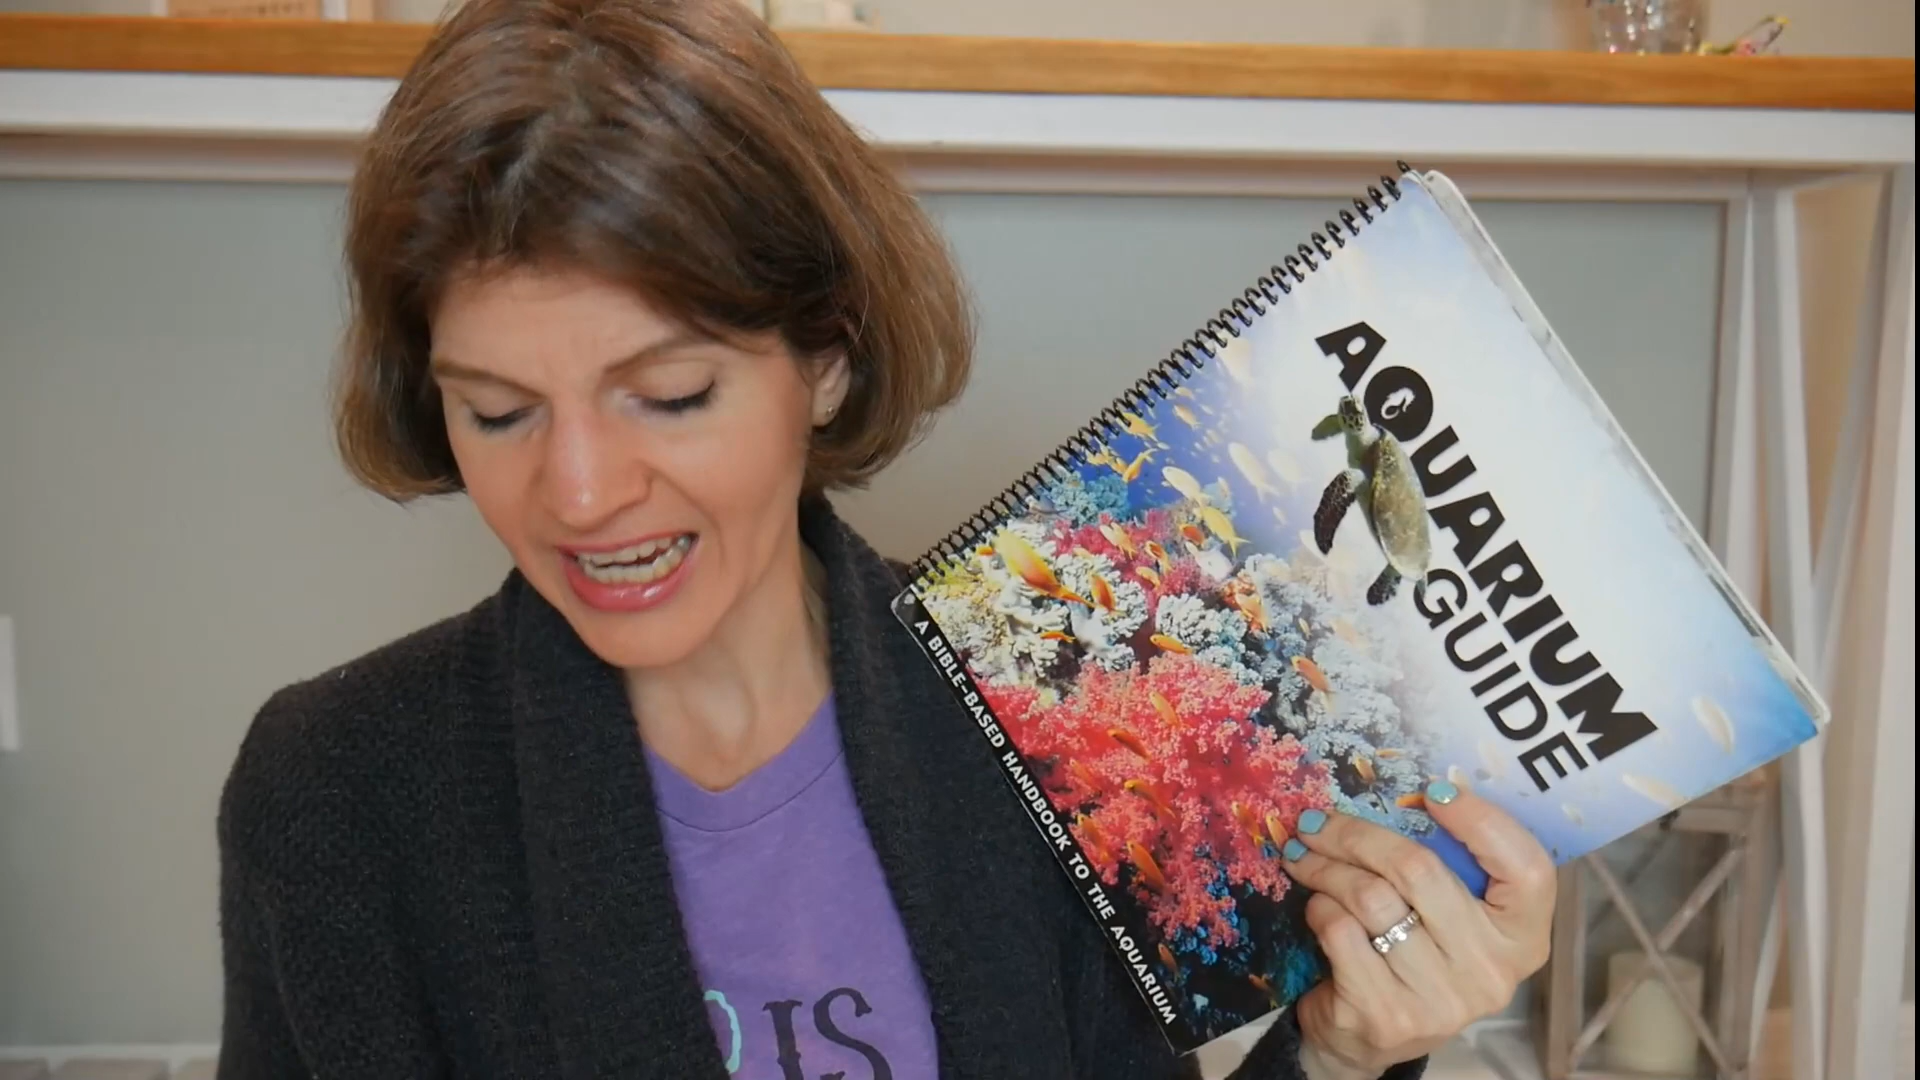 AQUARIUM
GUIDE
A BIBLE-BASED HANDBOOK TO THE AQUARIUM
IS